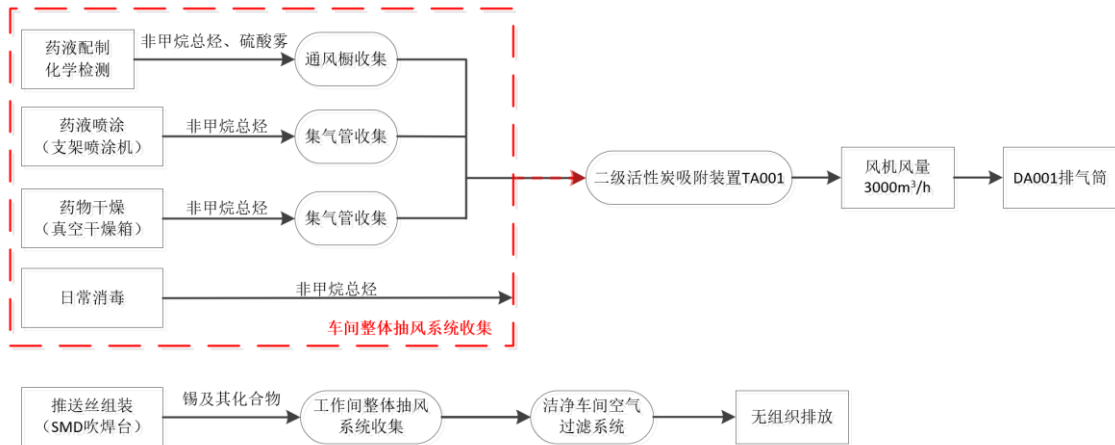 药液配制
化学检测
非甲烷总烃、硫酸雾
通风橱收集
药液喷涂
（支架喷涂机）
非甲烷总烃
集气管收集
二级活性炭吸附装置TA001
风机风量
3000m³/h
DA001排气筒
药物干燥
（真空干燥箱）
非甲烷总烃
集气管收集
日常消毒
非甲烷总烃
车间整体抽风系统收集
推送丝组装
（SMD吹焊台）
锡及其化合物
工作间整体抽风
系统收集
洁净车间空气
过滤系统
无组织排放